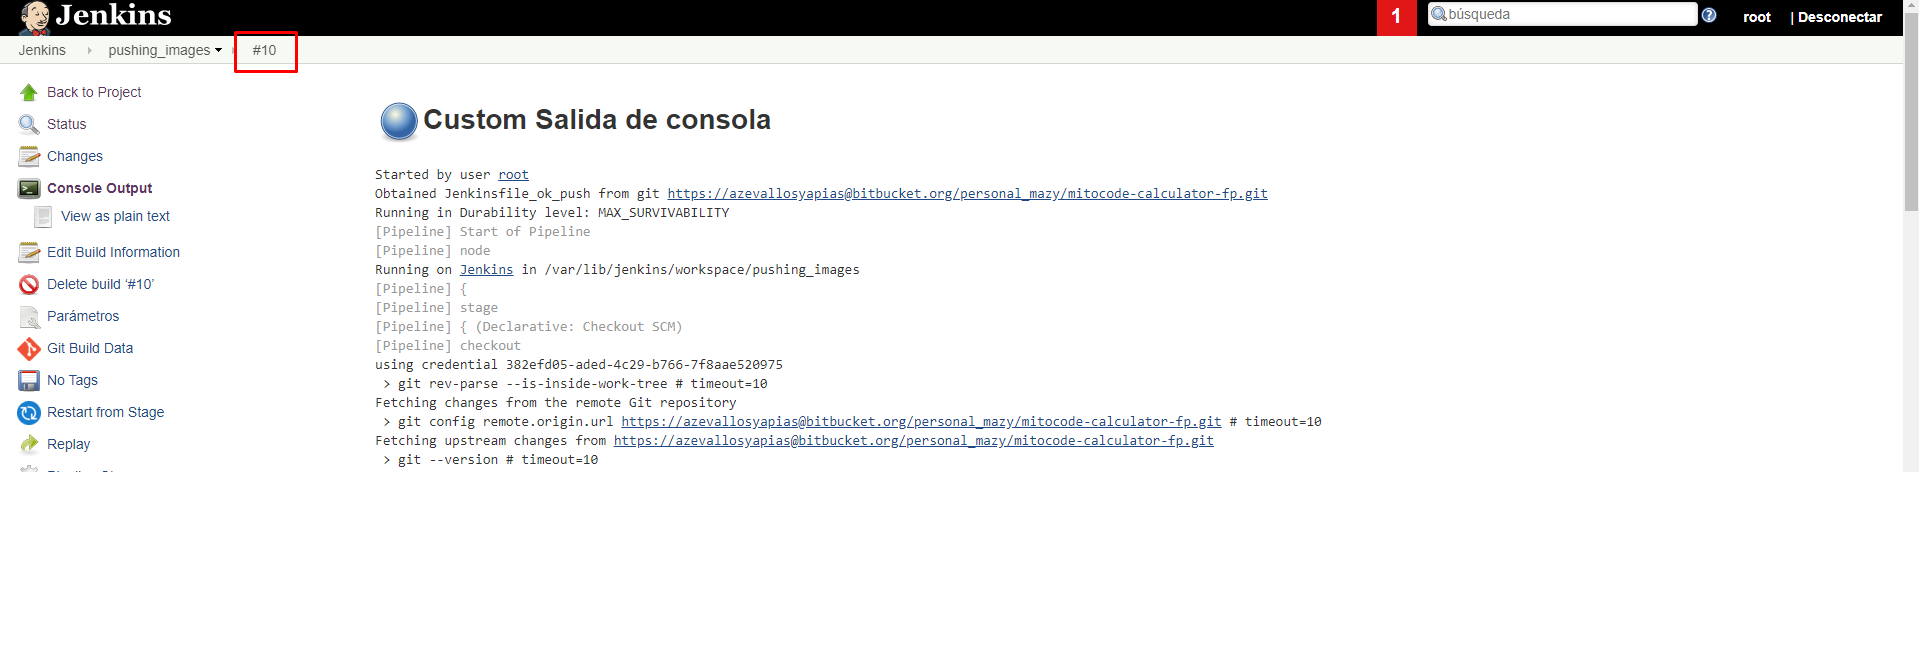 Jenkins
1
búsqueda
root
| Desconectar
Jenkins
pushing_images
#10
Back to Project
Status
Changes
Console Output
View as plain text
Edit Build Information
Delete build ‘#10’
Parámetros
Git Build Data
No Tags
Restart from Stage
Replay
Custom Salida de consola
Started by user root
Obtained Jenkinsfile_ok_push from git https://azevallosyapias@bitbucket.org/personal_mazy/mitocode-calculator-fp.git
Running in Durability level: MAX_SURVIVABILITY
[Pipeline] Start of Pipeline
[Pipeline] node
Running on Jenkins in /var/lib/jenkins/workspace/pushing_images
[Pipeline] {
[Pipeline] stage
[Pipeline] { (Declarative: Checkout SCM)
[Pipeline] checkout
using credential 382efd05-aded-4c29-b766-7f8aae520975
> git rev-parse --is-inside-work-tree # timeout=10
Fetching changes from the remote Git repository
> git config remote.origin.url https://azevallosyapias@bitbucket.org/personal_mazy/mitocode-calculator-fp.git # timeout=10
Fetching upstream changes from https://azevallosyapias@bitbucket.org/personal_mazy/mitocode-calculator-fp.git
> git --version # timeout=10